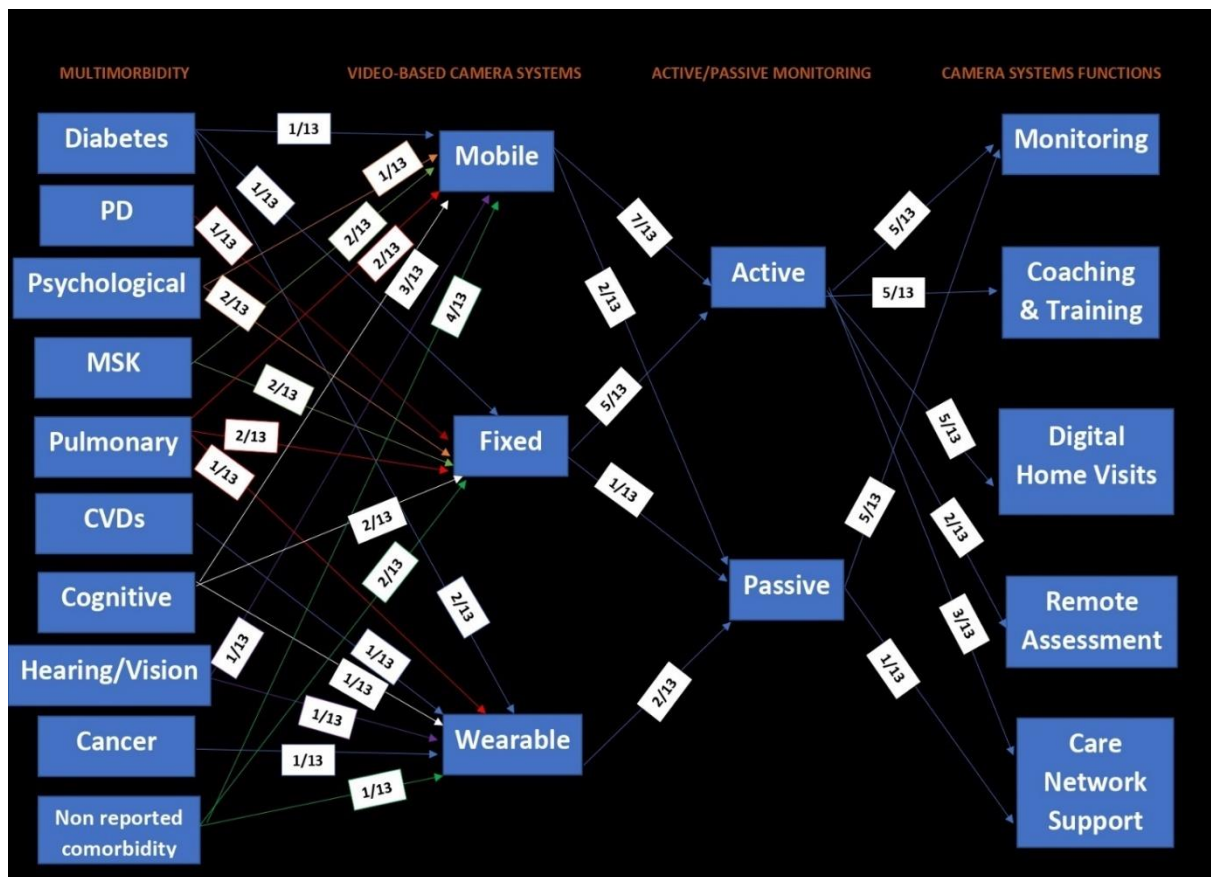 MULTIMORBIDITY
VIDEO-BASED CAMERA SYSTEMS
ACTIVE/PASSIVE MONITORING
CAMERA SYSTEMS FUNCTIONS
Diabetes
PD
Psychological
MSK
Pulmonary
CVDs
Cognitive
Hearing/Vision
Cancer
Non reported
comorbidity
1/13
1/13
1/13
1/13
2/13
2/13
2/13
3/13
4/13
2/13
2/13
1/13
2/13
2/13
2/13
1/13
1/13
1/13
1/13
1/13
1/13
Mobile
Fixed
Wearable
7/13
2/13
5/13
1/13
2/13
Active
Passive
5/13
5/13
5/13
5/13
2/13
3/13
1/13
Monitoring
Coaching
& Training
Digital
Home Visits
Remote
Assessment
Care
Network
Support